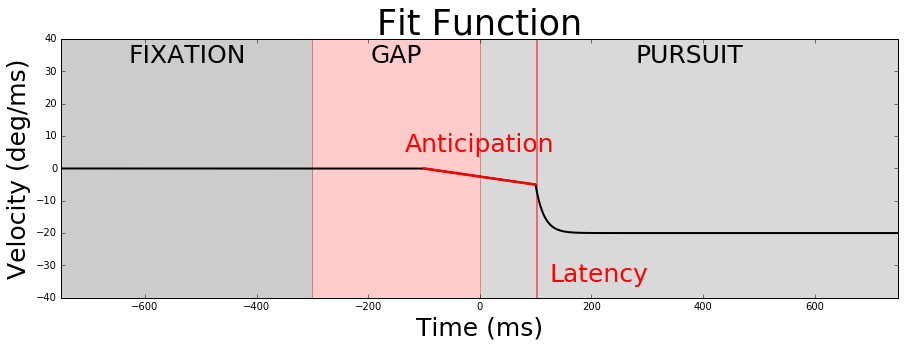 Fit Function
FIXATION GAP PURSUIT
Anticipation
Latency
Velocity (deg/ms)
40
30
20
10
0
−10
−20
−30
−40
−600 −400 −200 0 200 400 600
Time (ms)